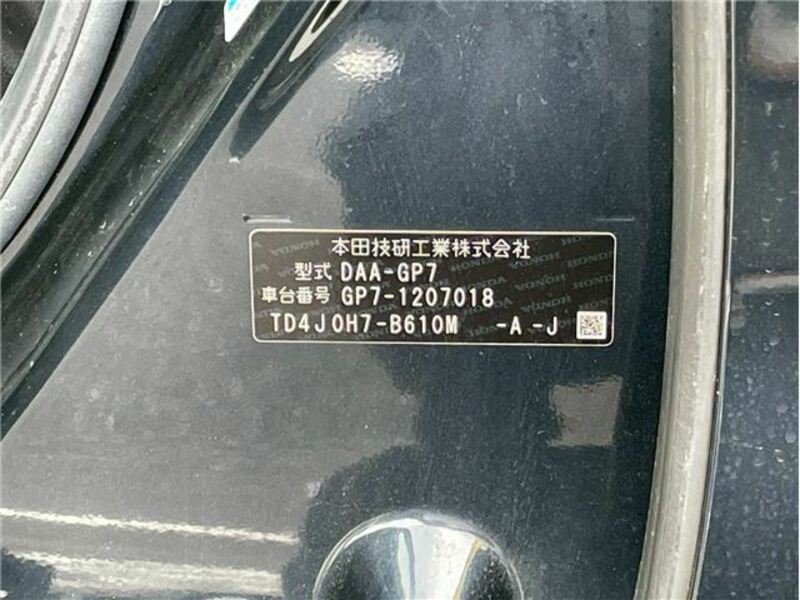 本田技研工業株式会社
型式 DAA-GP7
車台番号 GP7-1207018
TD4J0H7-B610M -A -J